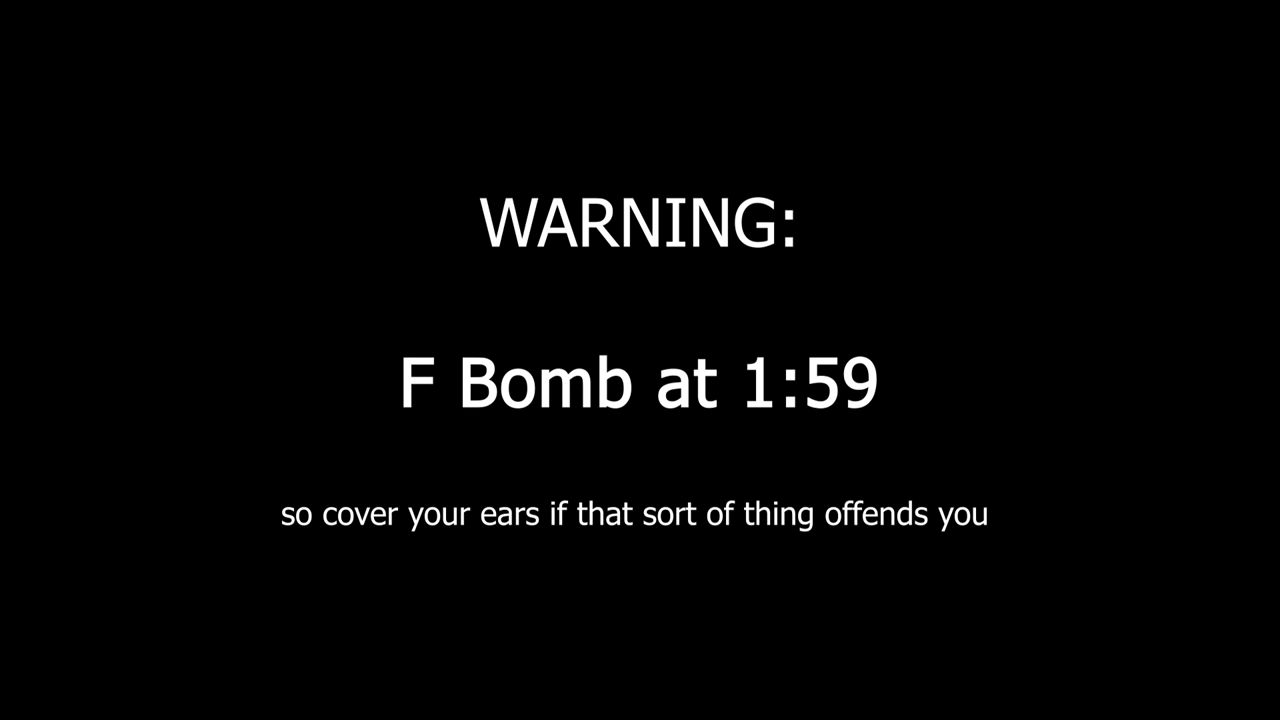 WARNING:
F Bomb at 1:59
so cover your ears if that sort of thing offends you